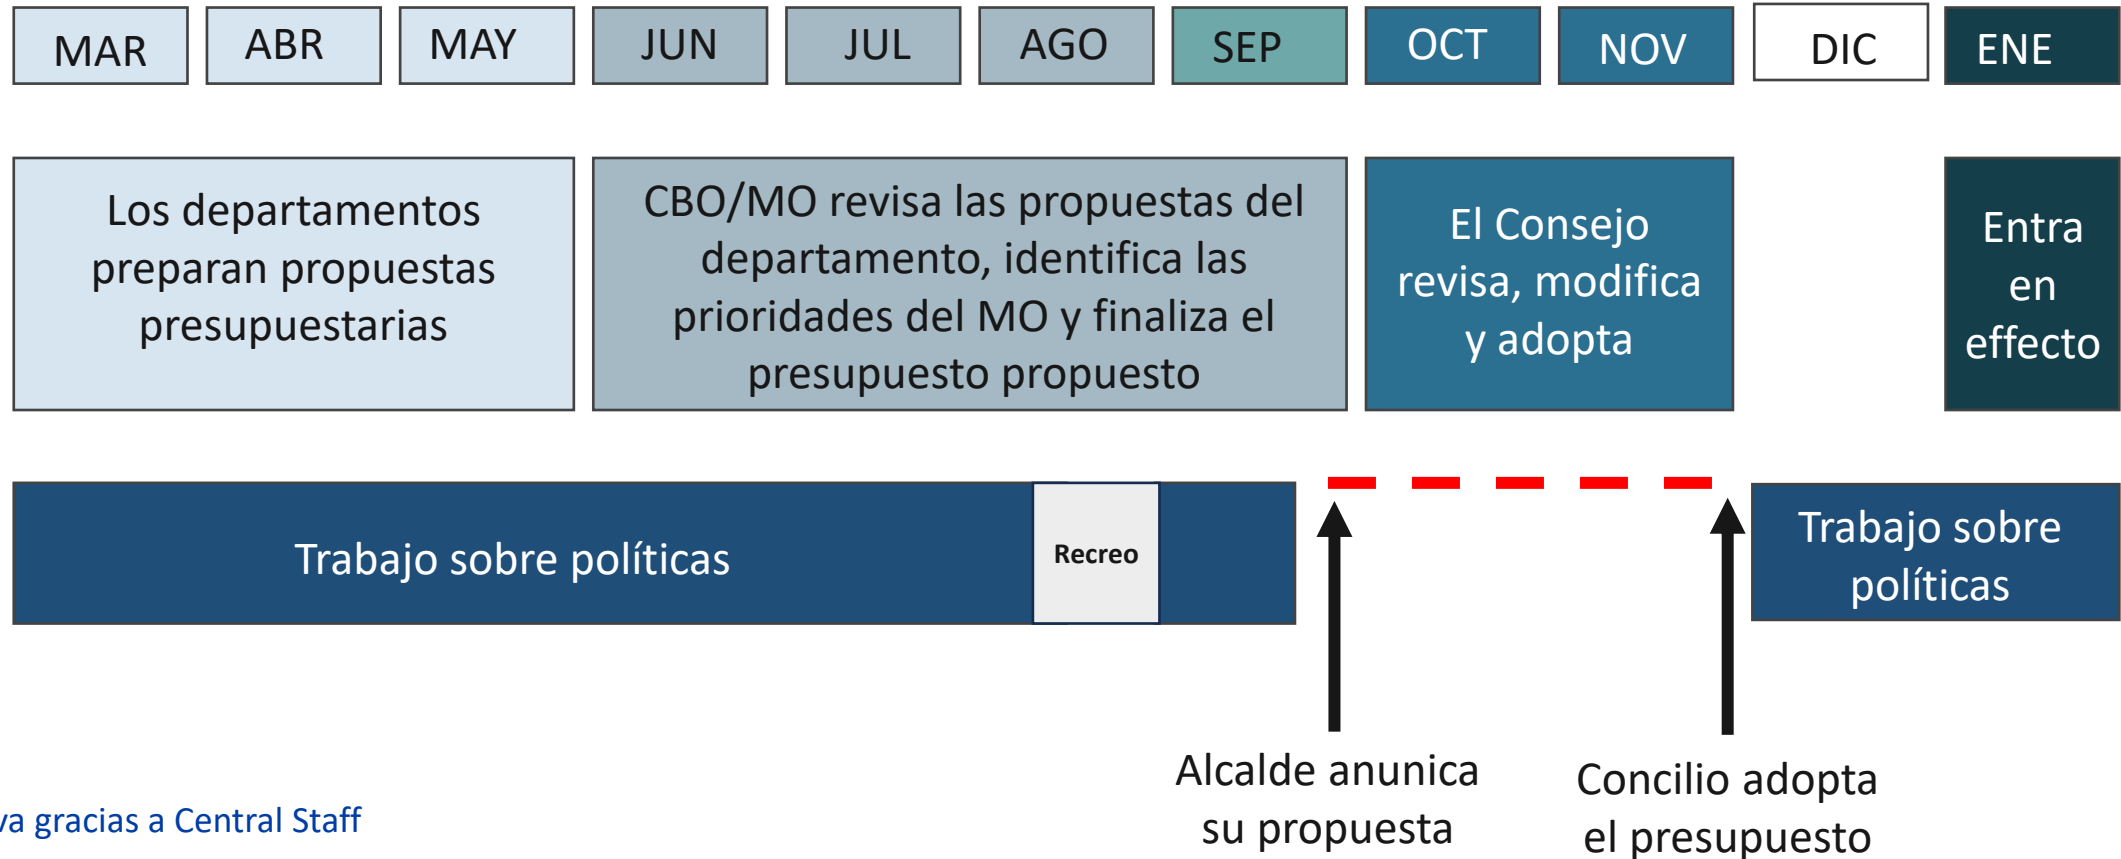 MAR
ABR
MAY
JUN
JUL
AGO
SEP
OCT
NOV
DIC
ENE
Los departamentos
preparan propuestas
presupuestarias
CBO/MO revisa las propuestas del
departamento, identifica las
prioridades del MO y finaliza el
presupuesto propuesto
El Consejo
revisa, modifica
y adopta
Entra
en
effecto
Trabajo sobre políticas
Recreo
Trabajo sobre
políticas
Alcalde anunica
su propuesta
Concilio adopta
el presupuesto
gracias a Central Staff